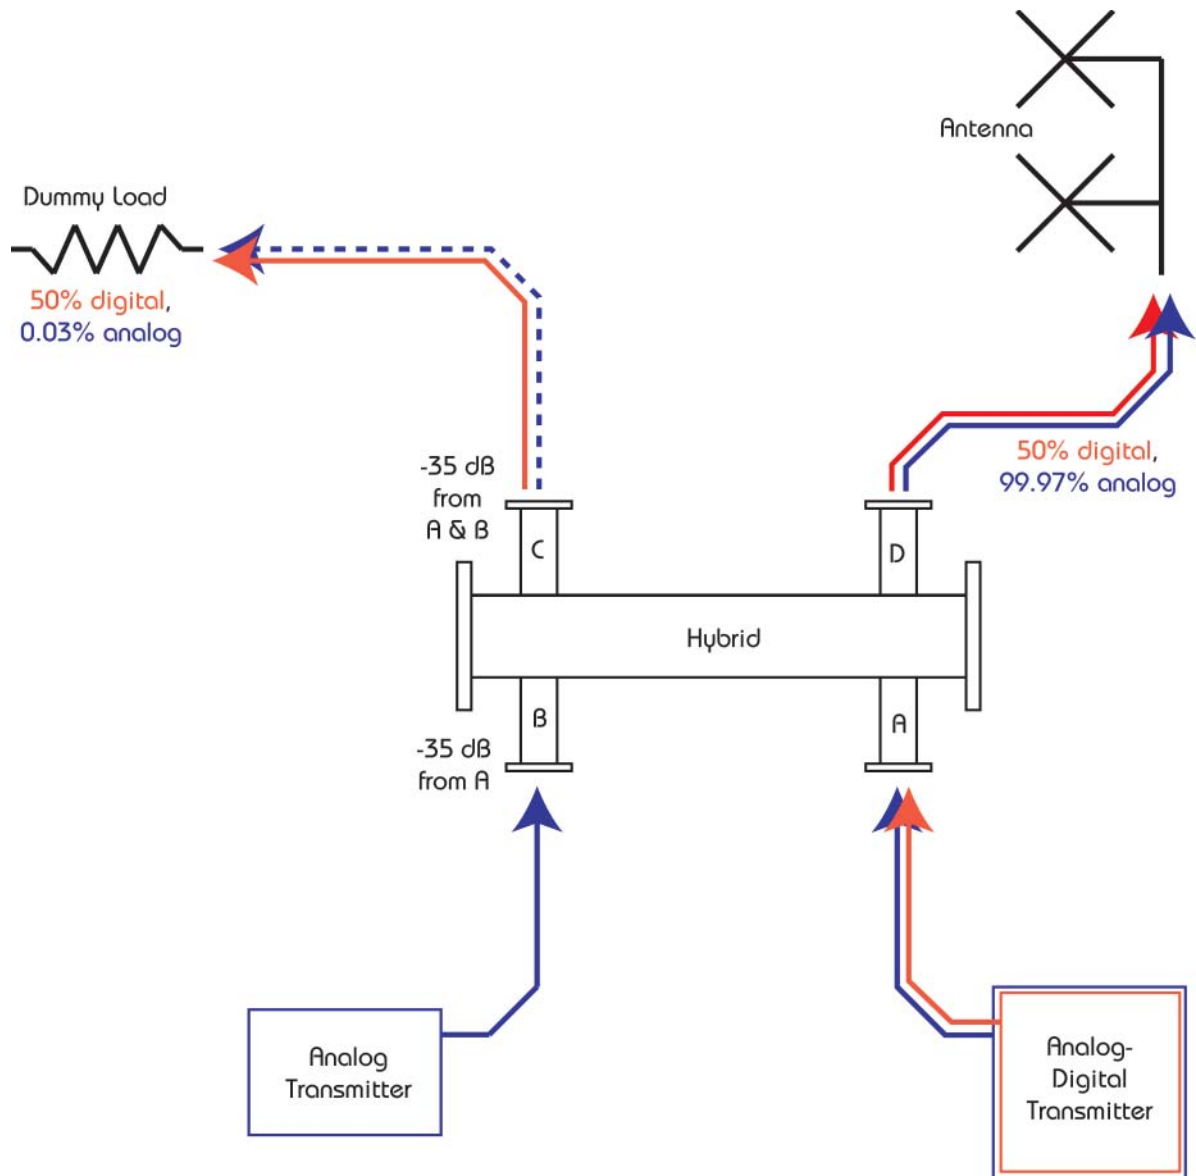 Antenna
Dummy Load
50% digital,
0.03% analog
50% digital,
99.97% analog
-35 dB
from
A & B
C
D
Hybrid
B
A
-35 dB
from A
Analog
Transmitter
Analog-
Digital
Transmitter